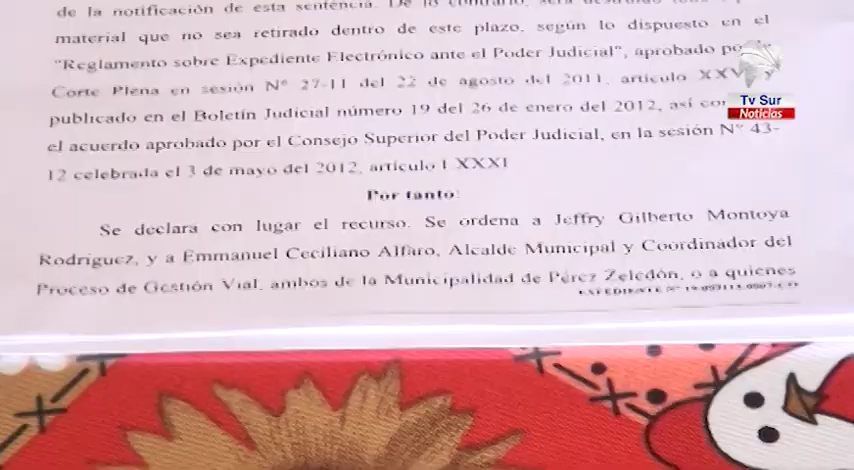 de la notificación de esta sentencia. De lo contrario, será
material que no sea retirado dentro de este plazo, según lo dispuesto en el
"Reglamento sobre Expediente Electrónico ante el Poder Judicial", aprobado po
Corte Plena en sesión N° 27-11 del 22 de agosto del 2011, artículo XXV y
publicado en el Boletín Judicial número 19 del 26 de enero del 2012, así co
el acuerdo aprobado por el Consejo Superior del Poder Judicial, en la sesión N° 43-
12 celebrada el 3 de mayo del 2012, artículo LXXXI
Por tanto:
Se declara con lugar el recurso. Se ordena a Jeffry Gilberto Montoya
Rodríguez, y a Emmanuel Ceciliano Alfaro, Alcalde Municipal y Coordinador del
Proceso de Gestión Vial, ambos de la Municipalidad de Pérez Zeledón, o a quienes
EXPEDIENTE N°
Tv Sur
Noticias